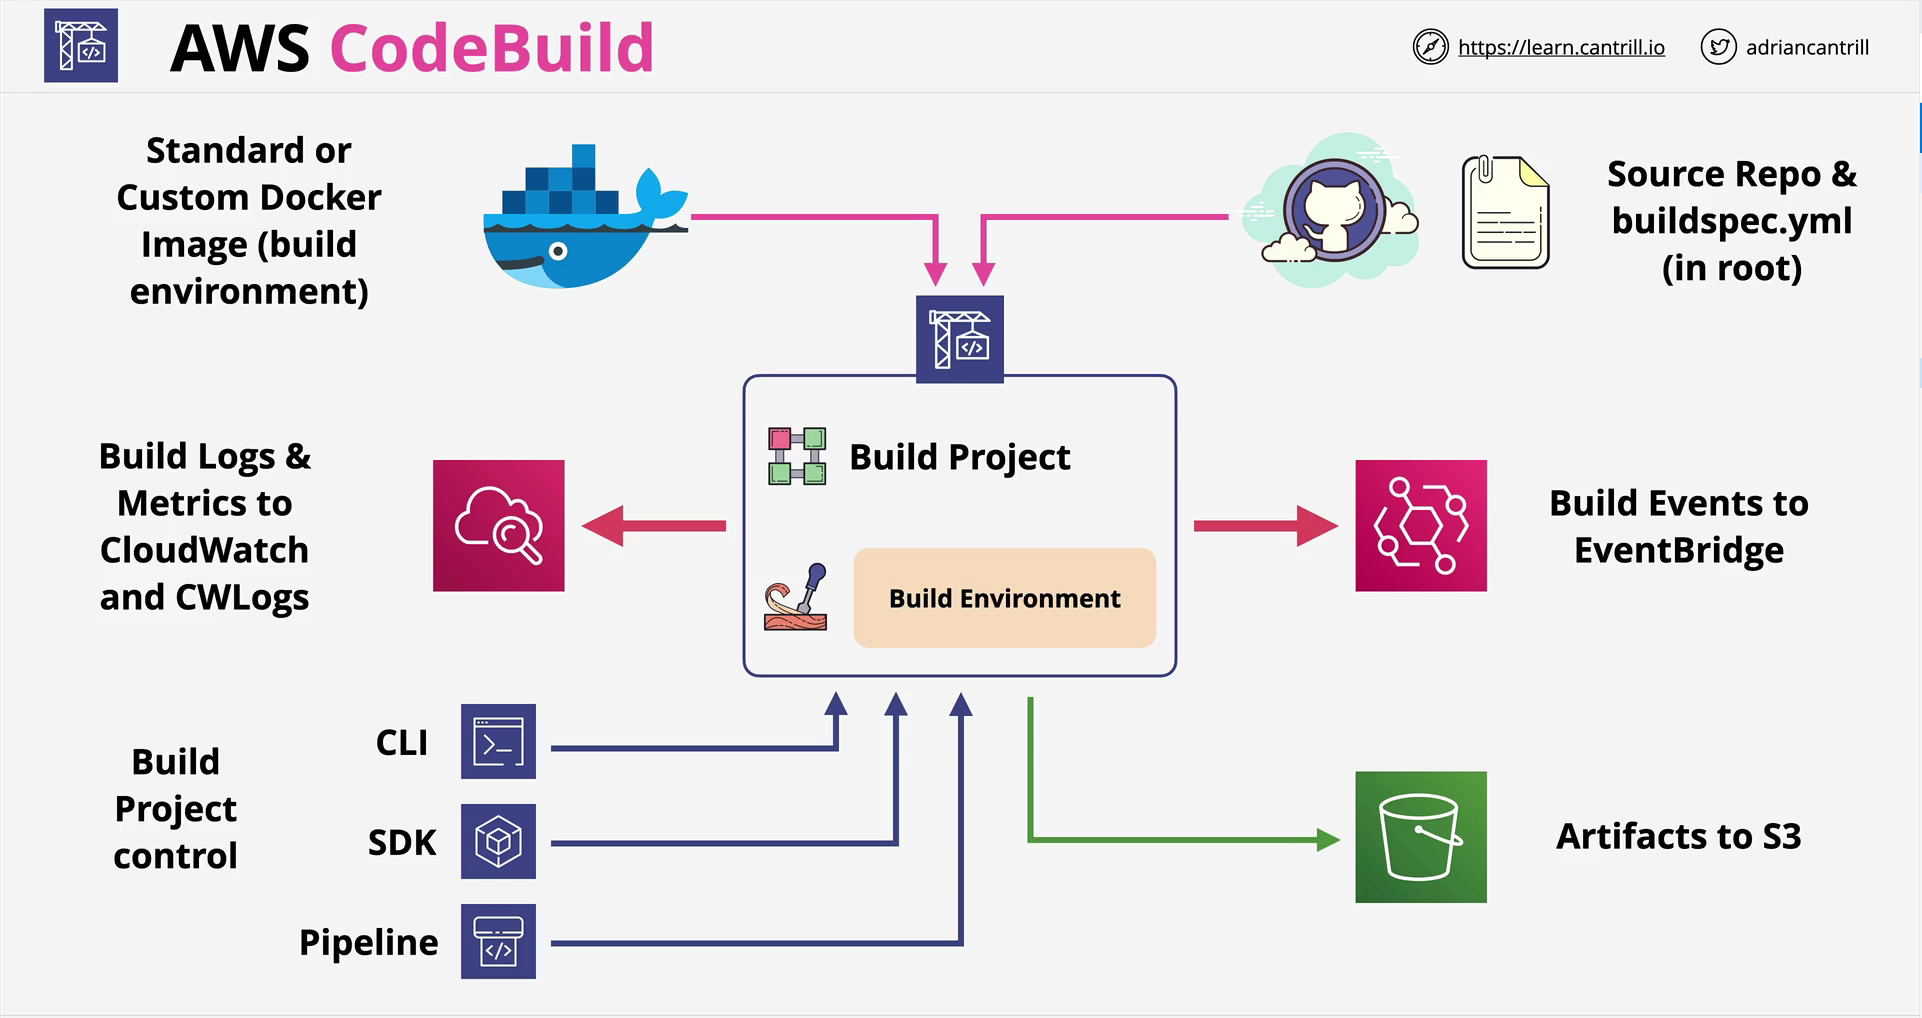 AWS CodeBuild
https://learn.cantrill.io
adriancantrill
Standard or
Custom Docker
Image (build
environment)
Source Repo &
buildspec.yml
(in root)
</>
Build Project
Build Environment
Build Logs &
Metrics to
CloudWatch
and CWLogs
Build Events to
EventBridge
Build
Project
control
CLI
SDK
Pipeline
</>
Artifacts to S3